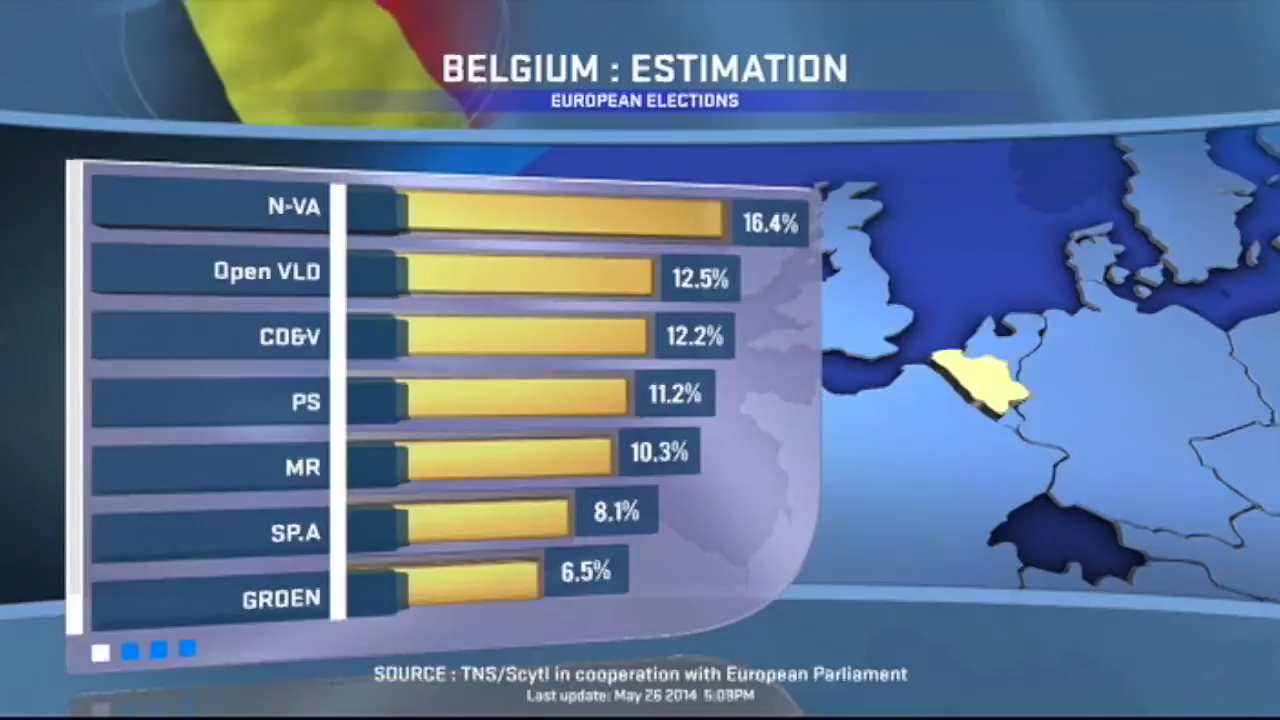 BELGIUM : ESTIMATION
EUROPEAN ELECTIONS
N-VA 16.4%
Open VLD 12.5%
CD&V 12.2%
PS 11.2%
MR 10.3%
SP.A 8.1%
GROEN 6.5%
SOURCE : TNS/Scytl in cooperation with European Parliament
Last update: May 26 2014 5:09PM